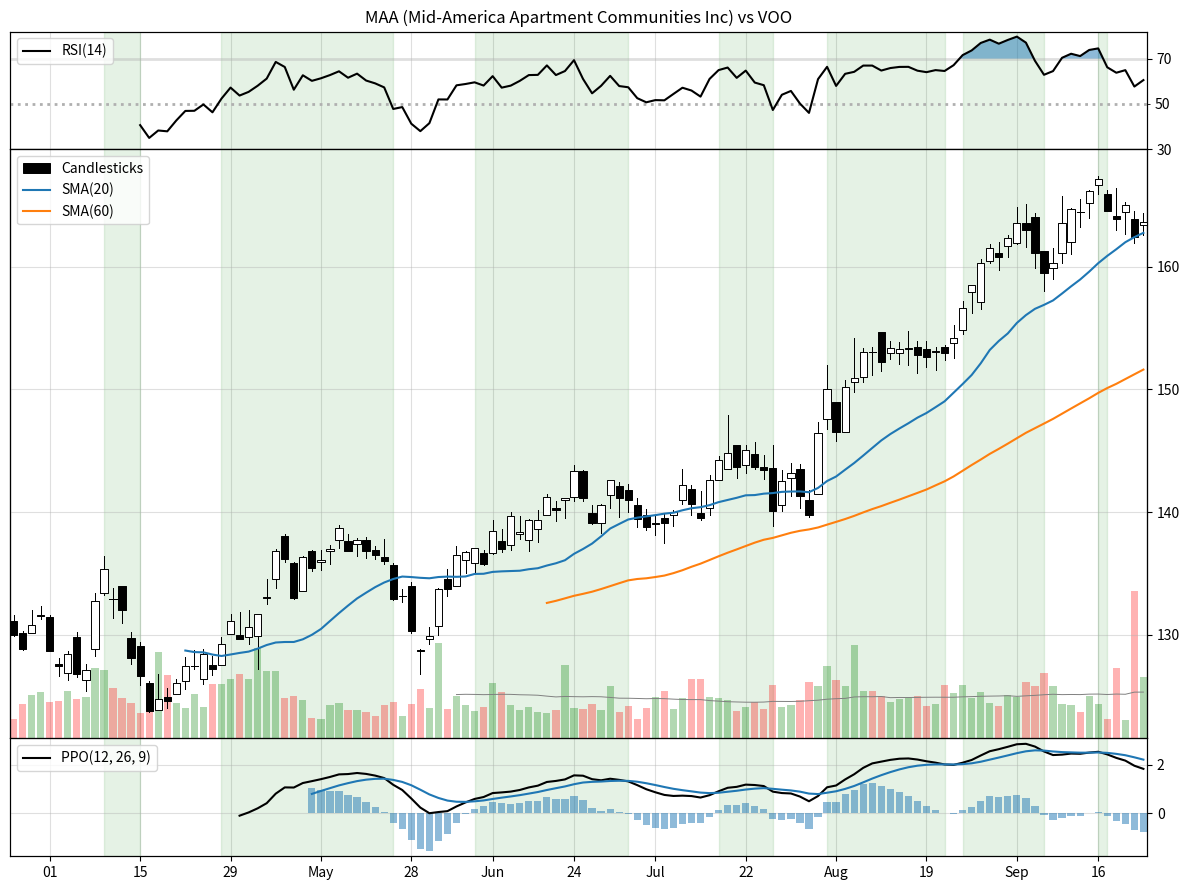 MAA (Mid-America Apartment Communities Inc) vs VOO
RSI(14)
70
50
30
Candlesticks
SMA(20)
SMA(60)
160
150
140
130
PPO(12, 26, 9)
2
0
01 15 29 May 28 Jun 24 Jul 22 Aug 19 Sep 16